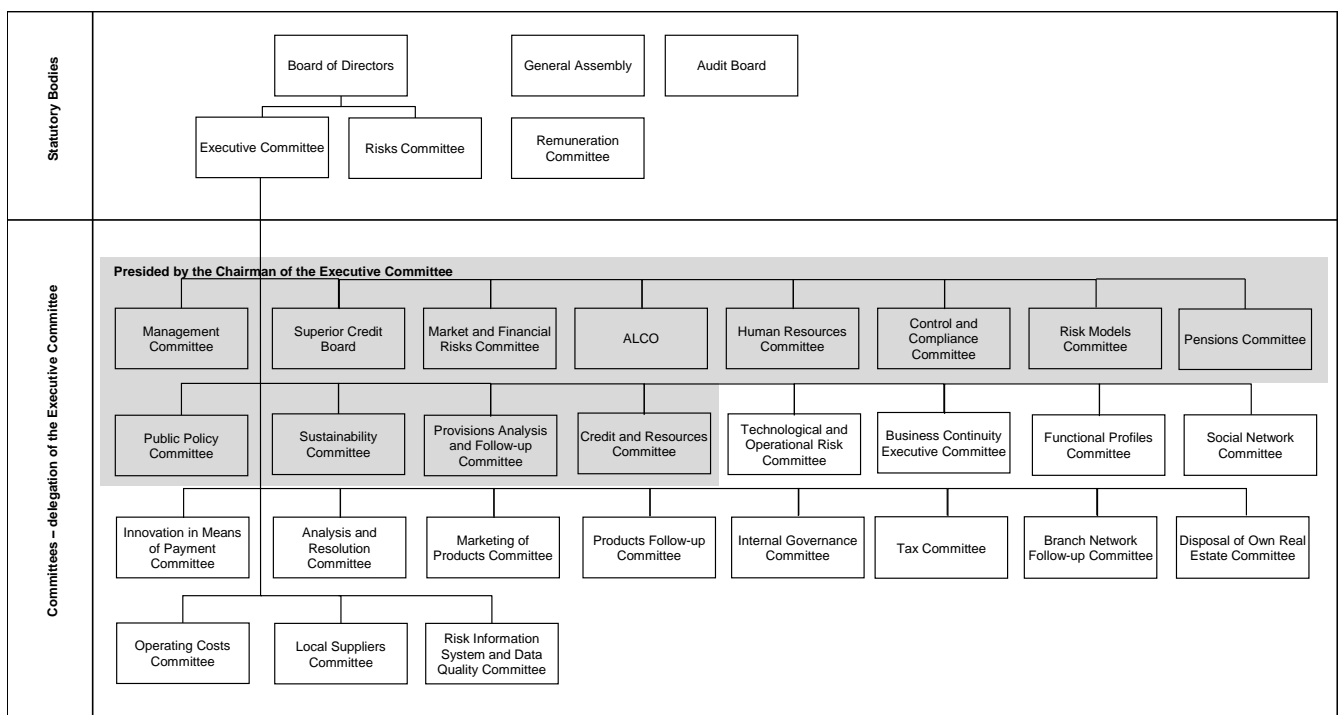 Statutory Bodies
Board of Directors
General Assembly
Audit Board
Executive Committee
Risks Committee
Remuneration
Committee
Committees – delegation of the Executive Committee
Presided by the Chairman of the Executive Committee
Management
Committee
Superior Credit
Board
Market and Financial
Risks Committee
ALCO
Human Resources
Committee
Control and
Compliance
Committee
Risk Models
Committee
Pensions Committee
Public Policy
Committee
Sustainability
Committee
Provisions Analysis
and Follow-up
Committee
Credit and Resources
Committee
Technological and
Operational Risk
Committee
Business Continuity
Executive Committee
Functional Profiles
Committee
Social Network
Committee
Innovation in Means
of Payment
Committee
Analysis and
Resolution
Committee
Marketing of
Products Committee
Products Follow-up
Committee
Internal Governance
Committee
Tax Committee
Branch Network
Follow-up Committee
Disposal of Own Real
Estate Committee
Operating Costs
Committee
Local Suppliers
Committee
Risk Information
System and Data
Quality Committee